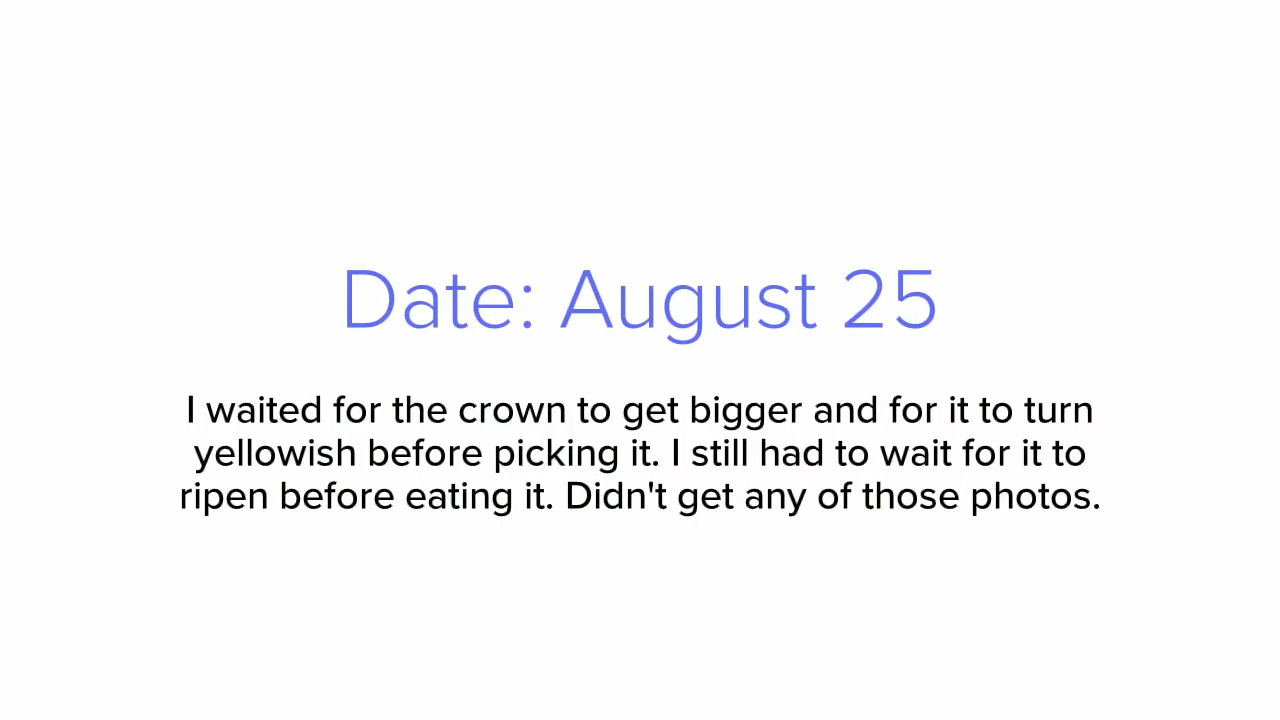 Date: August 25
I waited for the crown to get bigger and for it to turn
yellowish before picking it. I still had to wait for it to
ripen before eating it. Didn't get any of those photos.